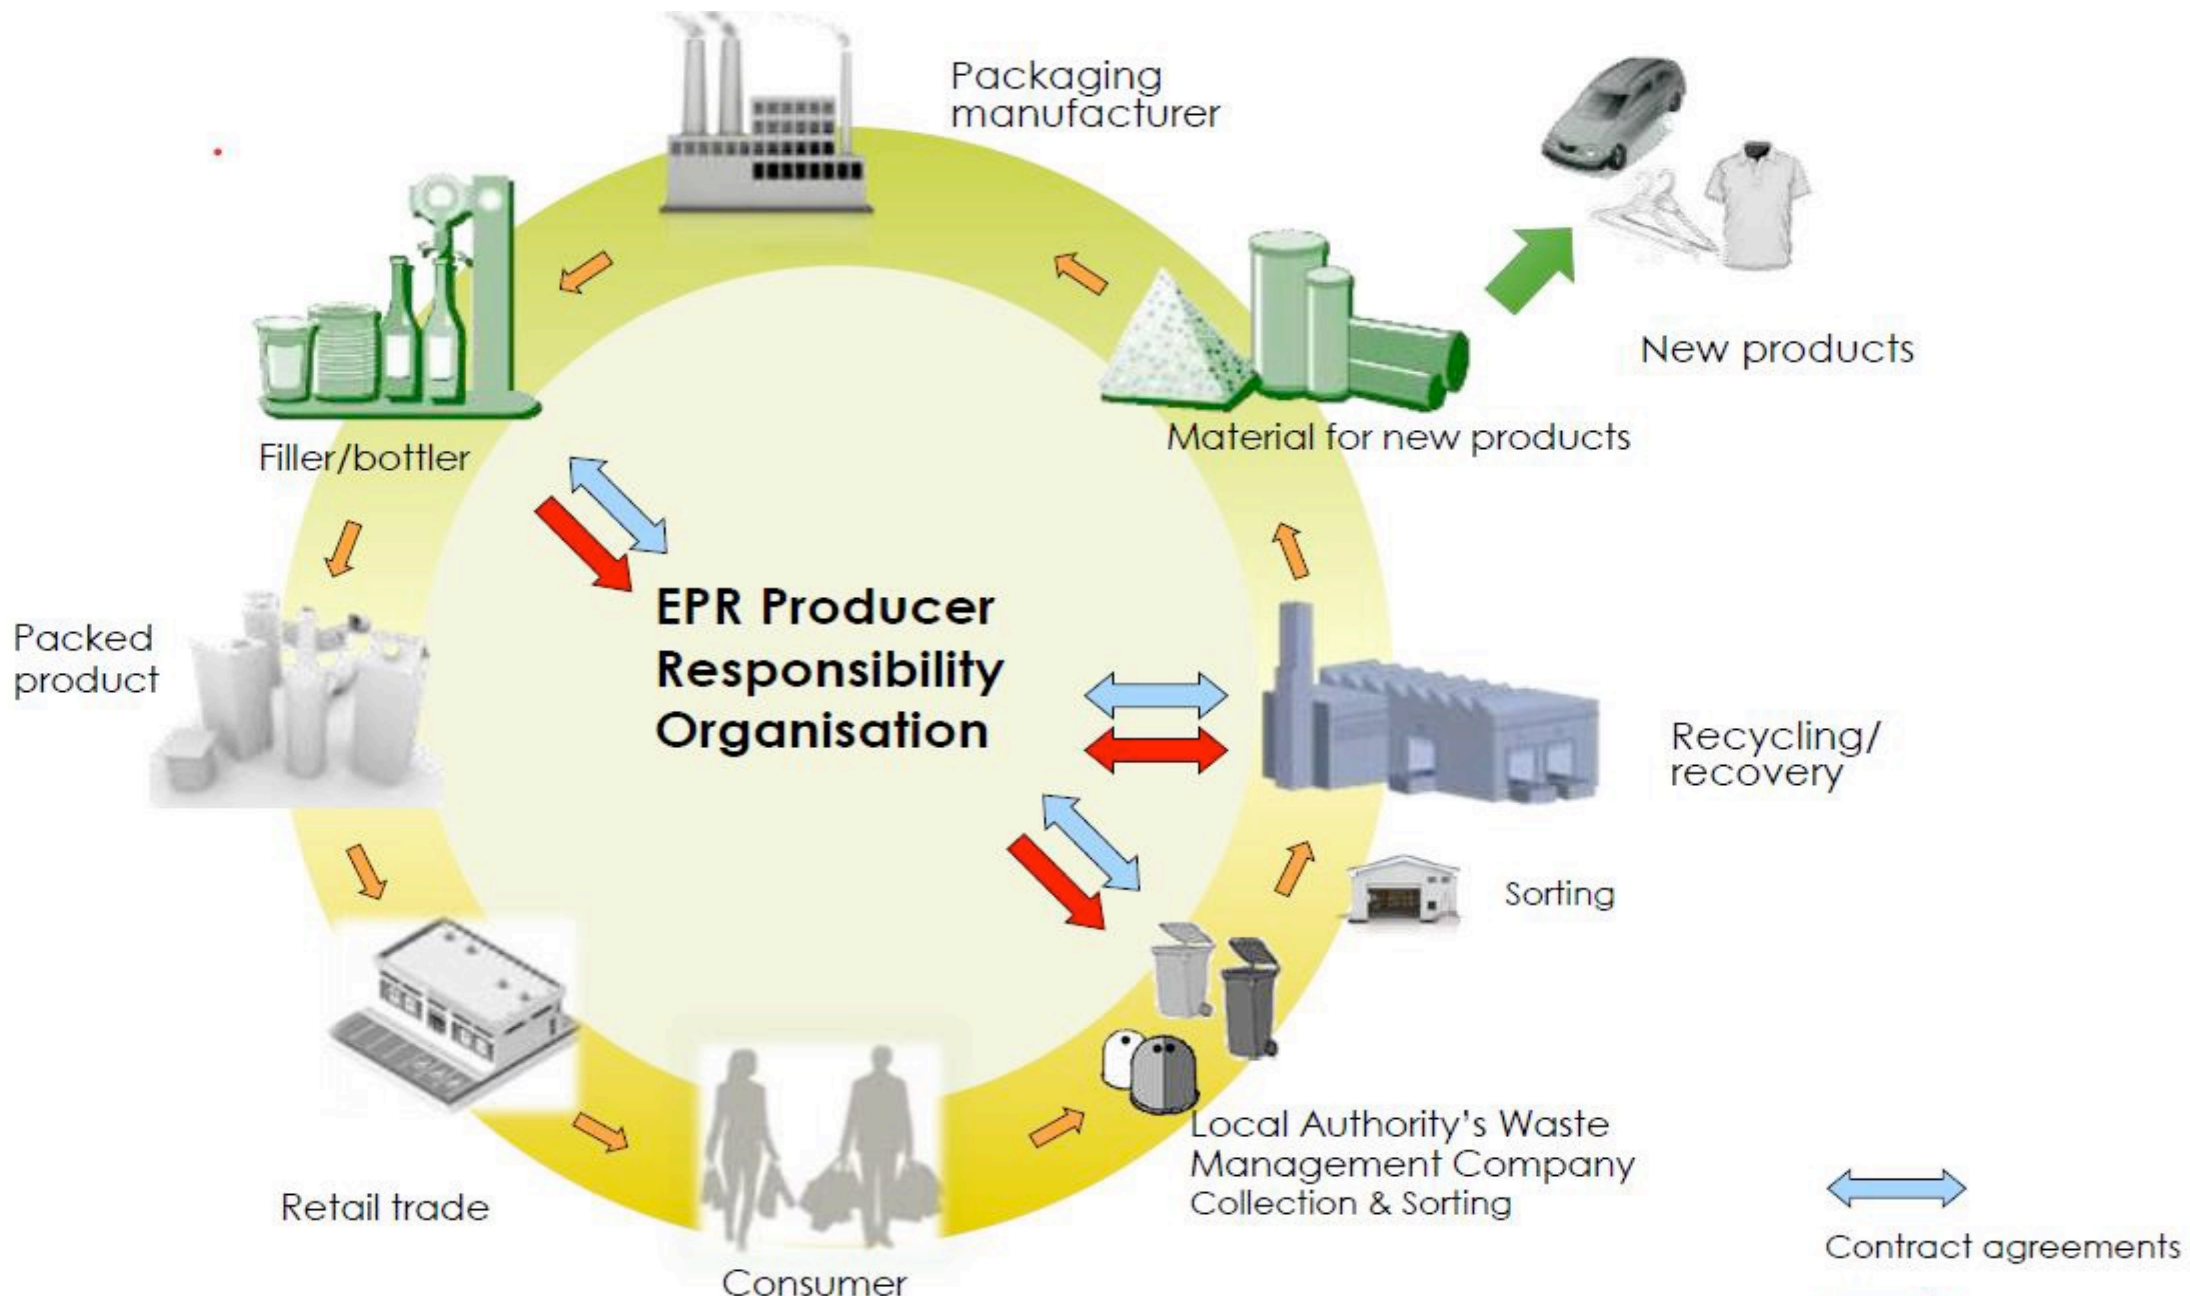 Packaging
manufacturer
New products
Material for new products
Filler/bottler
EPR Producer
Responsibility
Organisation
Packed
product
Recycling/
recovery
Sorting
Local Authority's Waste
Management Company
Collection & Sorting
Retail trade
Consumer
Contract agreements